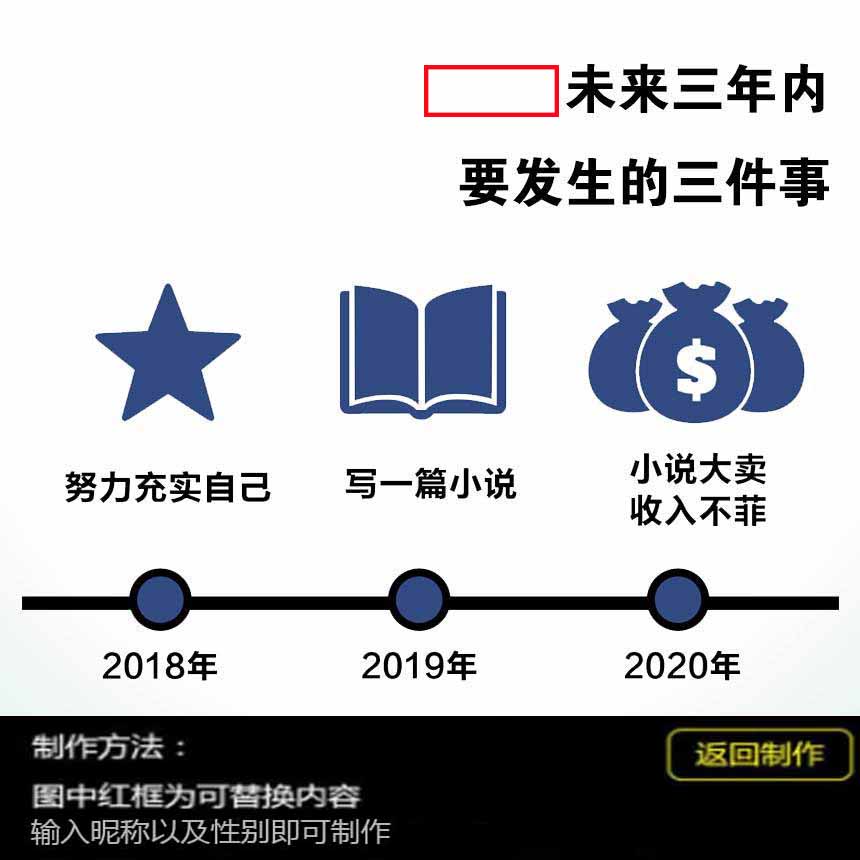 未来三年内
要发生的三件事
$
努力充实自己
写一篇小说
小说大卖
收入不菲
2018年
2019年
2020年
制作方法：
返回制作
图中红框为可替换内容
输入昵称以及性别即可制作